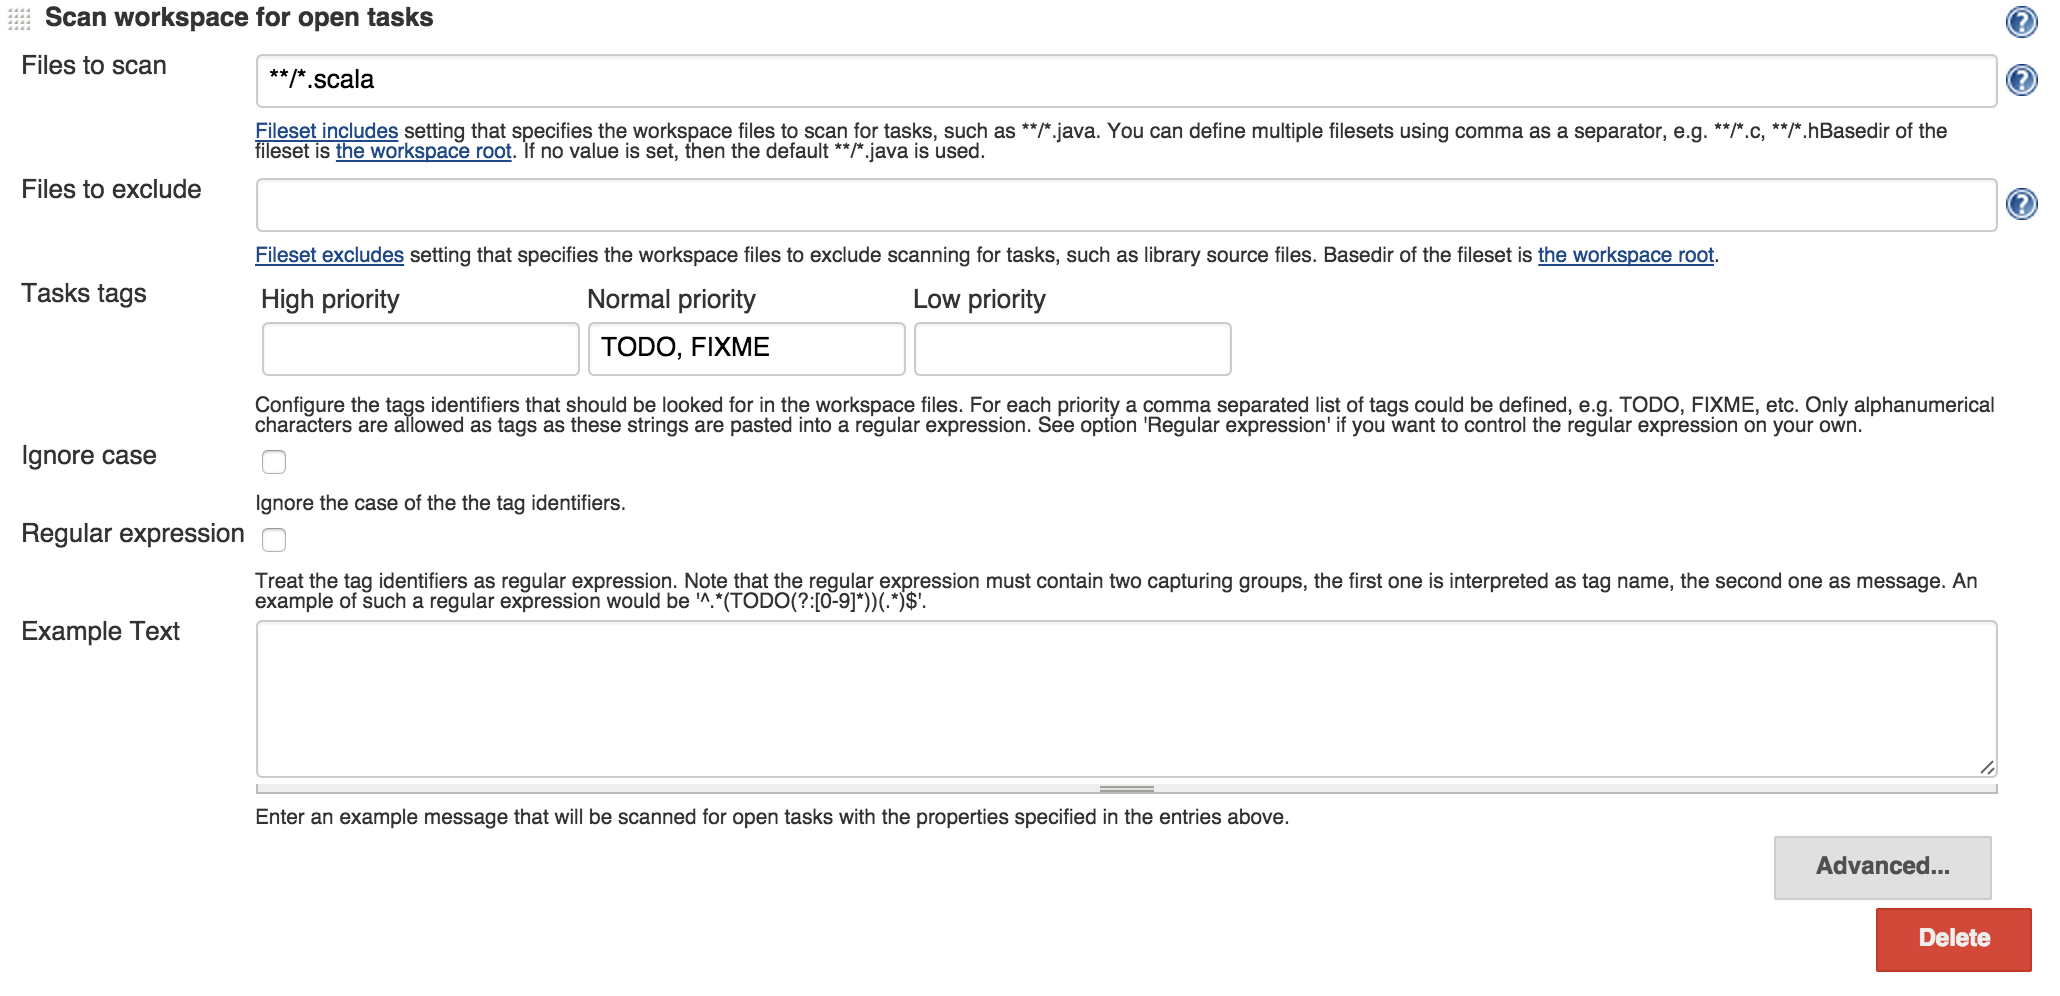 Scan workspace for open tasks
Files to scan
**/*.scala
Fileset includes setting that specifies the workspace files to scan for tasks, such as **/*.java. You can define multiple filesets using comma as a separator, e.g. **/*.c, **/*.hBasedir of the
fileset is the workspace root. If no value is set, then the default **/*.java is used.
Files to exclude
Fileset excludes setting that specifies the workspace files to exclude scanning for tasks, such as library source files. Basedir of the fileset is the workspace root.
Tasks tags
High priority Normal priority Low priority
TODO, FIXME
Configure the tags identifiers that should be looked for in the workspace files. For each priority a comma separated list of tags could be defined, e.g. TODO, FIXME, etc. Only alphanumerical
characters are allowed as tags as these strings are pasted into a regular expression. See option 'Regular expression' if you want to control the regular expression on your own.
Ignore case
Ignore the case of the the tag identifiers.
Regular expression
Treat the tag identifiers as regular expression. Note that the regular expression must contain two capturing groups, the first one is interpreted as tag name, the second one as message. An
example of such a regular expression would be '^.*(TODO(?:[0-9]*))(.*)$'.
Example Text
Enter an example message that will be scanned for open tasks with the properties specified in the entries above.
Advanced...
Delete